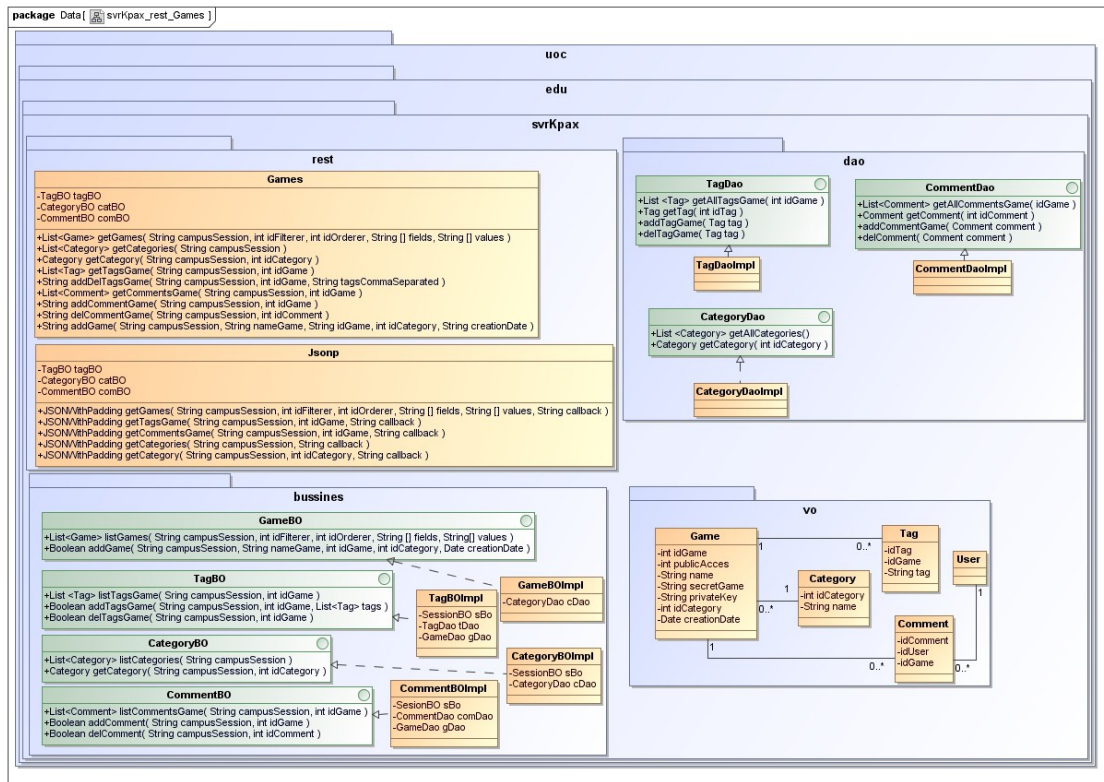 package Data[ svrKpax_rest_Games ]
uoc
edu
svrKpax
rest
Games
-TagBO tagBO
-CategoryBO catBO
-CommentBO comBO
+List<Game> getGames( String campusSession, int idFilterer, int idOrderer, String [] fields, String [] values )
+List<Category> getCategories( String campusSession )
+Category getCategory( String campusSession, int idCategory )
+List<Tag> getTagsGame( String campusSession, int idGame )
+String addDelTagsGame( String campusSession, int idGame, String tagsCommaSeparated )
+List<Comment> getCommentsGame( String campusSession, int idGame )
+String addCommentGame( String campusSession, int idGame )
+String delCommentGame( String campusSession, int idComment )
+String addGame( String campusSession, String nameGame, String idGame, int idCategory, String creationDate )
Jsonp
-TagBO tagBO
-CategoryBO catBO
-CommentBO comBO
+JSONWithPadding getGames( String campusSession, int idFilterer, int idOrderer, String [] fields, String [] values, String callback )
+JSONWithPadding getTagsGame( String campusSession, int idGame, String callback )
+JSONWithPadding getCommentsGame( String campusSession, int idGame, String callback )
+JSONWithPadding getCategories( String campusSession, String callback )
+JSONWithPadding getCategory( String campusSession, int idCategory, String callback )
dao
TagDao
+List <Tag> getAllTagsGame( int idGame )
+Tag getTag( int idTag )
+addTagGame( Tag tag )
+delTagGame( Tag tag )
TagDaoImpl
CommentDao
+List<Comment> getAllCommentsGame( idGame )
+Comment getComment( int idComment )
+addCommentGame( Comment comment )
+delComment( Comment comment )
CommentDaoImpl
CategoryDao
+List <Category> getAllCategories()
+Category getCategory( int idCategory )
CategoryDaoImpl
bussines
GameBO
+List<Game> listGames( String campusSession, int idFilterer, int idOrderer, String [] fields, String[] values )
+Boolean addGame( String campusSession, String nameGame, int idGame, int idCategory, Date creationDate )
GameBOImpl
-CategoryDao cDao
TagBO
+List <Tag> listTagsGame( String campusSession, int idGame )
+Boolean addTagsGame( String campusSession, int idGame, List<Tag> tags )
+Boolean delTagsGame( String campusSession, int idGame )
TagBOImpl
-SessionBO sBo
-TagDao tDao
-GameDao gDao
CategoryBO
+List<Category> listCategories( String campusSession )
+Category getCategory( String campusSession, int idCategory )
CategoryBOImpl
-SessionBO sBo
-CategoryDao cDao
CommentBO
+List<Comment> listCommentsGame( String campusSession, int idGame )
+Boolean addComment( String campusSession, int idGame )
+Boolean delComment( String campusSession, int idComment )
CommentBOImpl
-SesionBO sBo
-CommentDao comDao
-GameDao gDao
vo
Game
-int idGame
-int publicAcces
-String name
-String secretGame
-String privateKey
-int idCategory
-Date creationDate
1
0..*
Tag
-idTag
-idGame
-String tag
User
1
1
0..*
Category
-int idCategory
-String name
Comment
-idComment
-idUser
-idGame
1
0..*
0..*